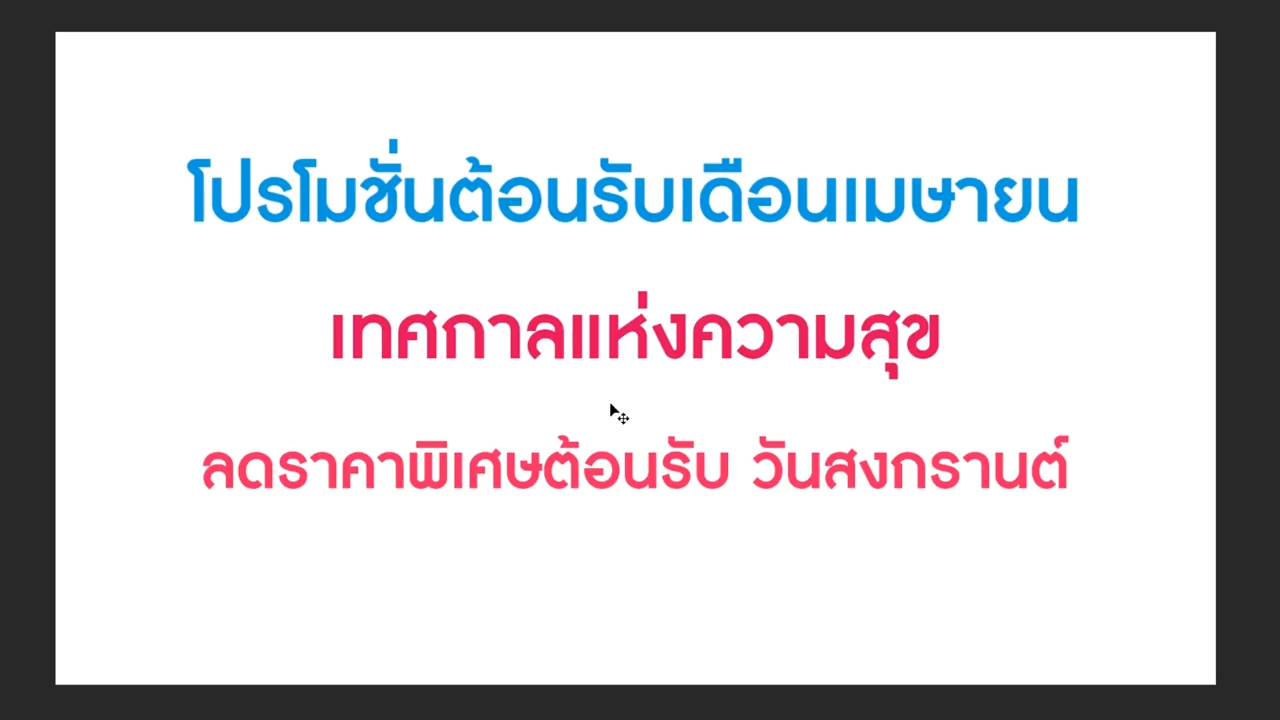 โปรโมชั่นต้อนรับเดือนเมษายน
เทศกาลแห่งความสุข
ลดราคาพิเศษต้อนรับ วันสงกรานต์